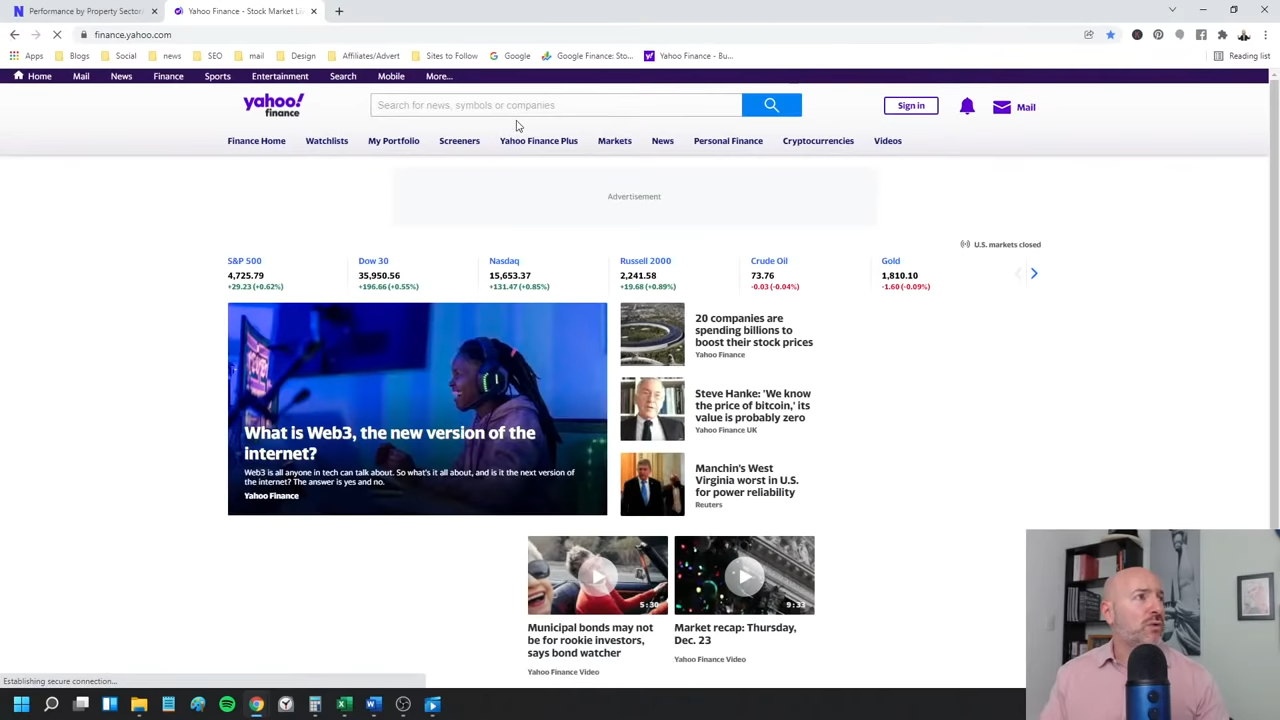 Performance by Sector
Yahoo Finance - Stock Market Li
finance.yahoo.com
Apps
Blogs
Social
news
SEO
mail
Design
Affiliates/Advert
Sites to Follow
Google
Google Finance: Sto...
Yahoo Finance - Bu...
Reading list
Home
Mail
News
Finance
Sports
Entertainment
Search
Mobile
More...
yahoo!
finance
Search for news, symbols or companies
Sign in
Mail
Finance Home
Watchlists
My Portfolio
Screeners
Yahoo Finance Plus
Markets
News
Personal Finance
Cryptocurrencies
Videos
Advertisement
U.S. markets closed
S&P 500
4,725.79
+29.23 (+0.62%)
Dow 30
35,950.56
+196.66 (+0.55%)
Nasdaq
15,653.37
+131.47 (+0.85%)
Russell 2000
2,241.58
+19.68 (+0.89%)
Crude Oil
73.76
-0.03 (-0.04%)
Gold
1,810.10
-1.60 (-0.09%)
What is Web3, the new version of the
internet?
Web3 is all anyone in tech can talk about. So what's it all about, and is it the next version of
the internet? The answer is yes and no.
Yahoo Finance
20 companies are
spending billions to
boost their stock prices
Yahoo Finance
Steve Hanke: 'We know
the price of bitcoin,' its
value is probably zero
Yahoo Finance UK
Manchin's West
Virginia worst in U.S.
for power reliability
Reuters
5:30
Municipal bonds may not
be for rookie investors,
says bond watcher
Yahoo Finance Video
9:33
Market recap: Thursday,
Dec. 23
Yahoo Finance Video
Establishing secure connection...